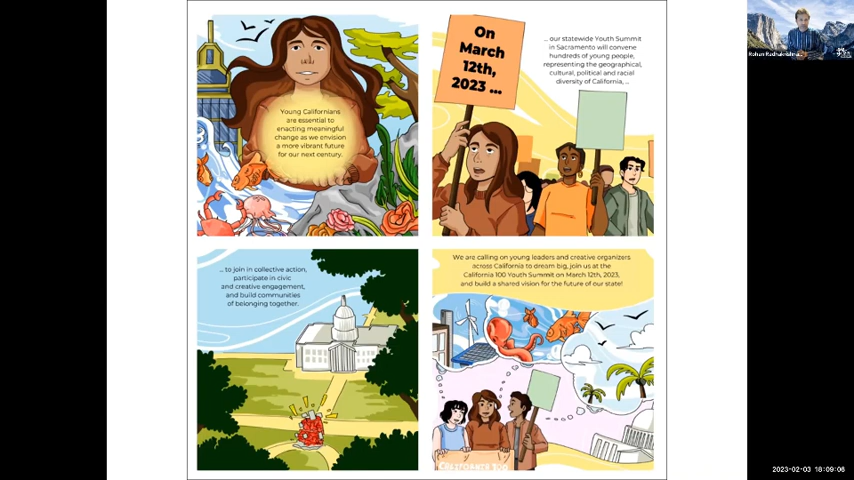 Young Californians
are essential to
enacting meaningful
change as we envision
a more vibrant future
for our next century.
On
March
12th,
2023 ...
... our statewide Youth Summit
in Sacramento will convene
hundreds of young people,
representing the geographical,
cultural, political and racial
diversity of California, ...
... to join in collective action,
participate in civic
and creative engagement,
and build communities
of belonging together.
We are calling on young leaders and creative organizers
across California to dream big, join us at the
California 100 Youth Summit on March 12th, 2023,
and build a shared vision for the future of our state!
CALIFORNIA 100
2023-02-03 18:09:06